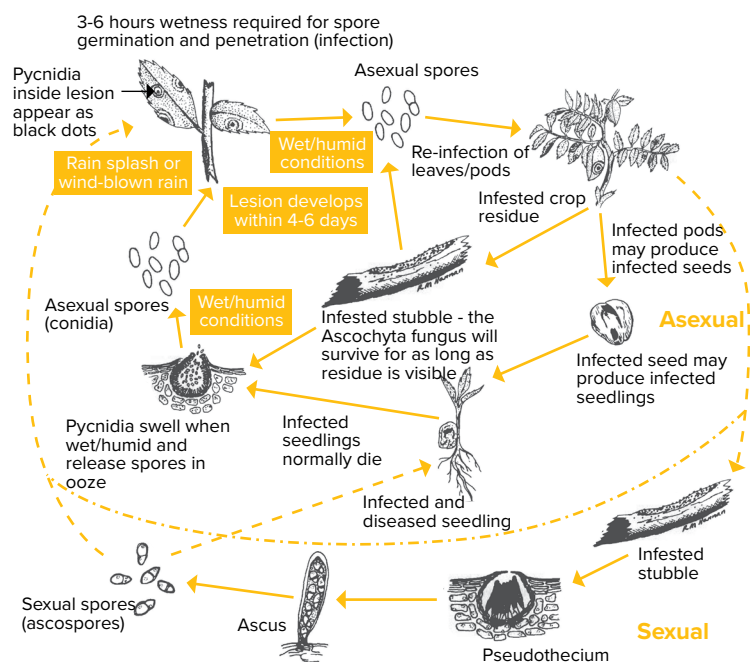 3-6 hours wetness required for spore
germination and penetration (infection)
Pycnidia
inside lesion
appear as
black dots
Asexual spores
Wet/humid
conditions
Rain splash or
wind-blown rain
Re-infection of
leaves/pods
Lesion develops
within 4-6 days
Infested crop
residue
Infected pods
may produce
infected seeds
Asexual spores
(conidia)
Wet/humid
conditions
Infested stubble - the
Ascochyta fungus will
survive for as long as
residue is visible
Asexual
Infected seed may
produce infected
seedlings
Pycnidia swell when
wet/humid and
release spores in
ooze
Infected
seedlings
normally die
Infected and
diseased seedling
Infested
stubble
Sexual spores
(ascospores)
Ascus
Pseudothecium
Sexual